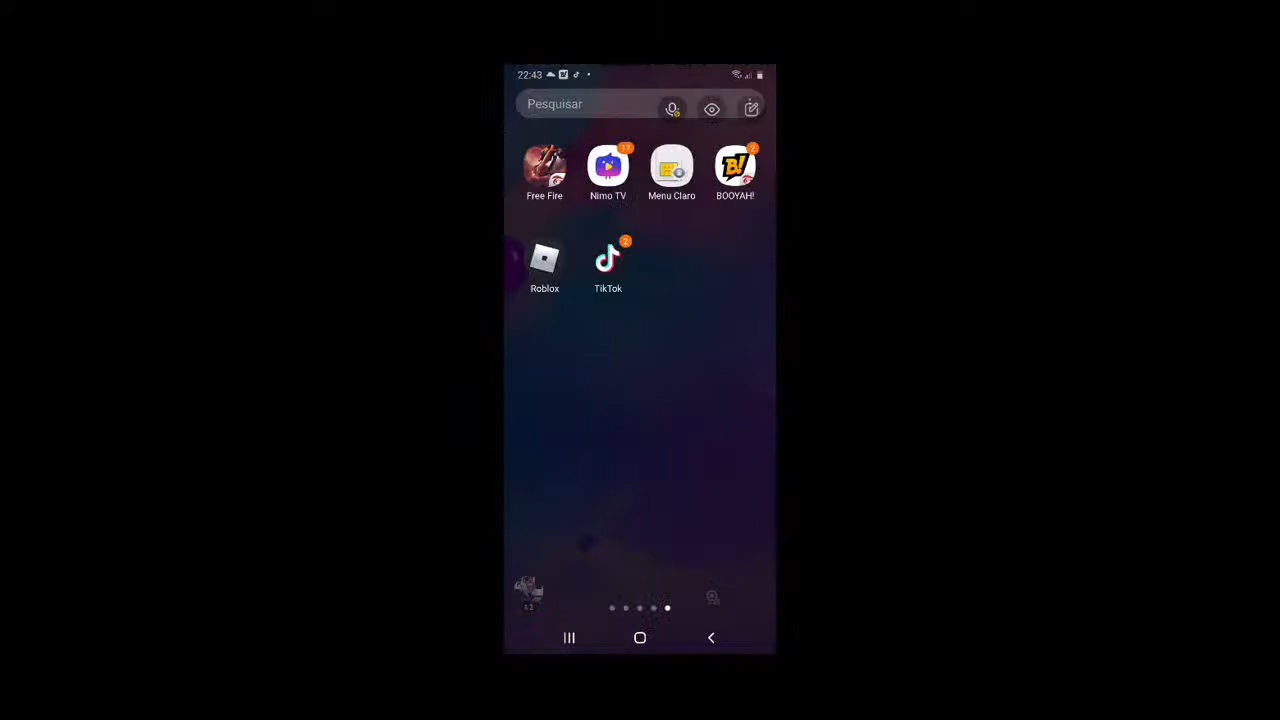 22:43
Pesquisar
17
2
B!
Free Fire
Nimo TV
Menu Claro
BOOYAH!
2
Roblox
TikTok